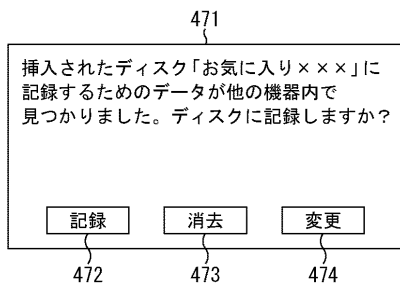 471
挿入されたディスク「お気に入り×××」に
記録するためのデータが他の機器内で
見つかりました。ディスクに記録しますか？
記録 消去 変更
472 473 474